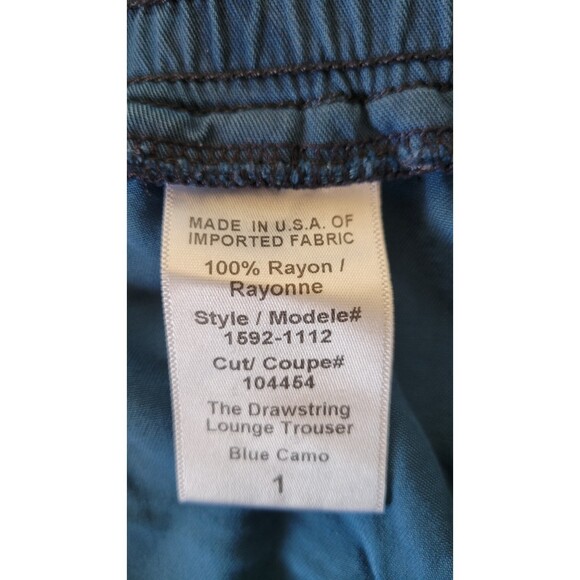 MADE IN U.S.A. OF
IMPORTED FABRIC
100% Rayon /
Rayonne
Style / Modele#
1592-1112
Cut/ Coupe#
104454
The Drawstring
Lounge Trouser
Blue Camo
1